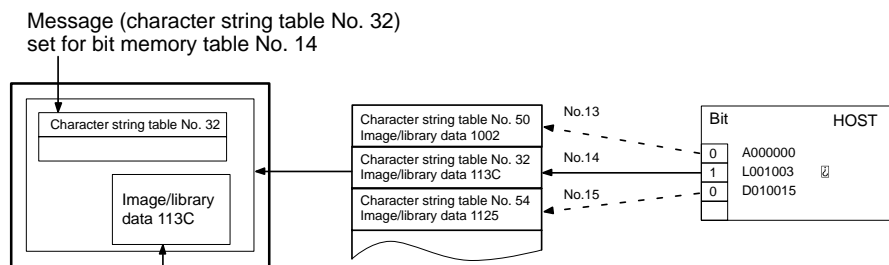 Message (character string table No. 32)
set for bit memory table No. 14
Character string table No. 32
Image/library
data 113C
Character string table No. 50
Image/library data 1002
Character string table No. 32
Image/library data 113C
Character string table No. 54
Image/library data 1125
No.13
No.14
No.15
Bit HOST
0 A000000
1 L001003
0 D010015